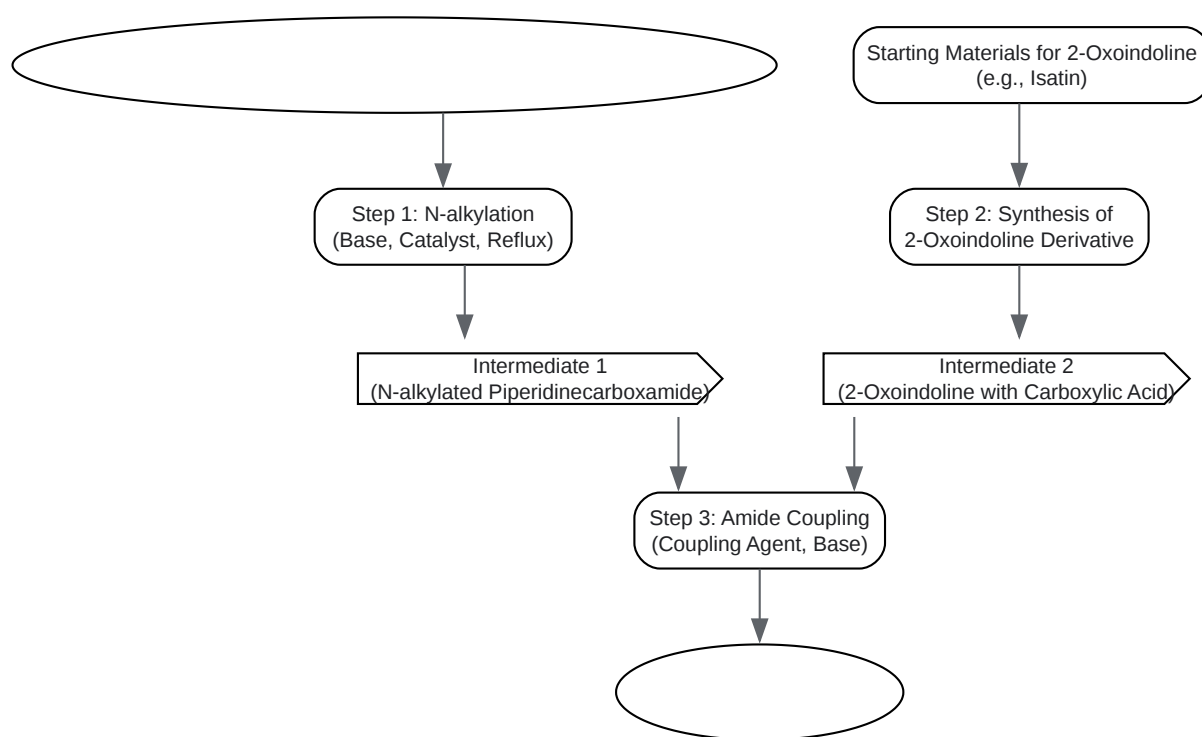 Starting Materials for 2-Oxoindoline
(e.g., Isatin)
Step 1: N-alkylation
(Base, Catalyst, Reflux)
Step 2: Synthesis of
2-Oxoindoline Derivative
Intermediate 1
(N-alkylated Piperidinecarboxamide)
Intermediate 2
(2-Oxoindoline with Carboxylic Acid)
Step 3: Amide Coupling
(Coupling Agent, Base)